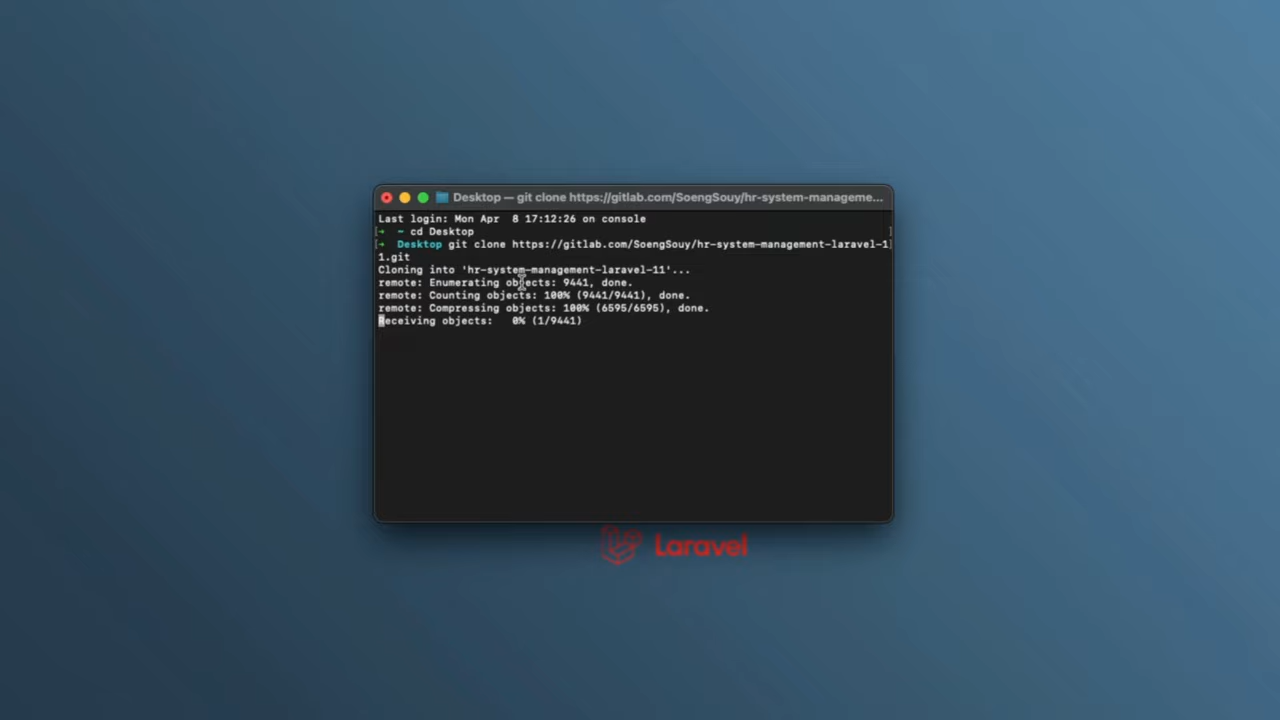 Desktop — git clone https://gitlab.com/SoengSouy/hr-system-manageme...
Last login: Mon Apr  8 17:12:26 on console
[➜  ~ cd Desktop ]
[➜  Desktop git clone https://gitlab.com/SoengSouy/hr-system-management-laravel-1]
1.git
Cloning into 'hr-system-management-laravel-11'...
remote: Enumerating objects: 9441, done.
remote: Counting objects: 100% (9441/9441), done.
remote: Compressing objects: 100% (6595/6595), done.
Receiving objects:   0% (1/9441)
Laravel